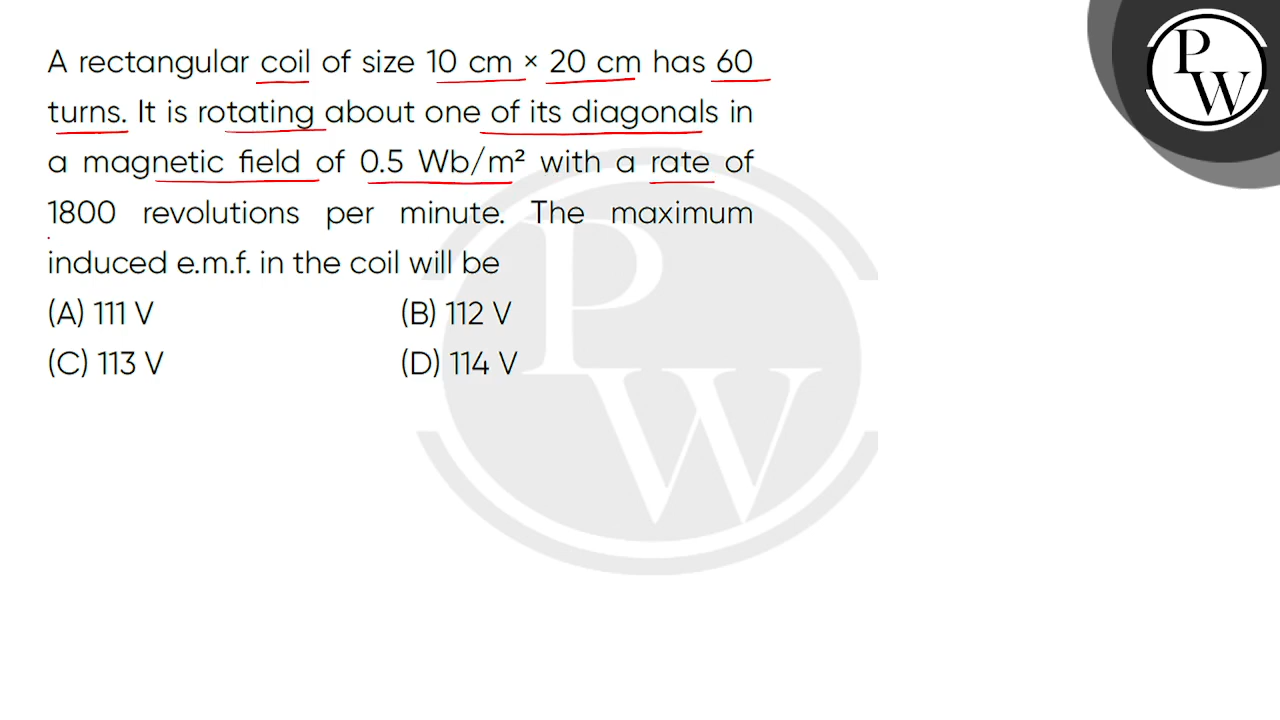 A rectangular coil of size 10 cm × 20 cm has 60
turns. It is rotating about one of its diagonals in
a magnetic field of 0.5 Wb/m² with a rate of
1800 revolutions per minute. The maximum
induced e.m.f. in the coil will be
(A) 111 V (B) 112 V
(C) 113 V (D) 114 V
P
W
P
W